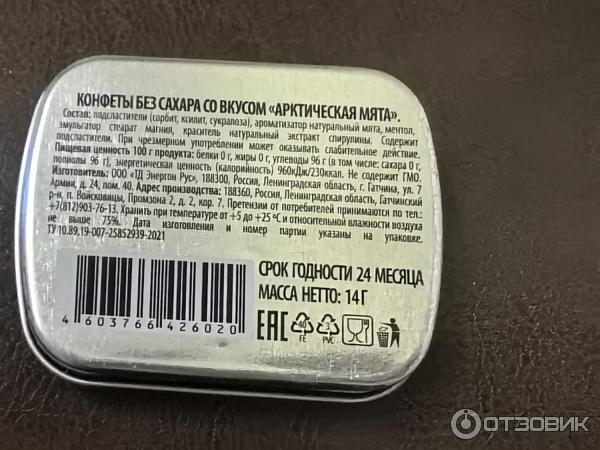 КОНФЕТЫ БЕЗ САХАРА СО ВКУСОМ «АРКТИЧЕСКАЯ МЯТА».
Состав: подсластители (сорбит, ксилит, сукралоза), ароматизатор натуральный мята, ментол,
эмульгатор стеарат магния, краситель натуральный экстракт спирулины. Содержит
подсластители. При чрезмерном употреблении может оказывать слабительное действие.
Пищевая ценность 100 г продукта: белки 0 г, жиры 0 г, углеводы 96 г (в том числе: сахара 0 г,
полиолы 96 г), энергетическая ценность (калорийность) 960кДж/230ккал. Не содержит ГМО.
Изготовитель: ООО «ТД Энергон Рус», 188300, Россия, Ленинградская область, г. Гатчина, ул. 7
Армии, д. 24, пом. 40. Адрес производства: 188360, Россия, Ленинградская область, Гатчинский
р-н, п. Войсковицы, Промзона 2, д. 2, кор. 7. Претензии от потребителей принимаются по тел.:
+7(812)903-76-13. Хранить при температуре от +5 до +25 °С и относительной влажности воздуха
не выше 75%. Дата изготовления и номер партии указаны на упаковке.
ТУ 10.89.19-007-25852939-2021
СРОК ГОДНОСТИ 24 МЕСЯЦА
МАССА НЕТТО: 14 Г
4 603766 426020
EAC
40
FE
3
PVC
ОТЗОВИК